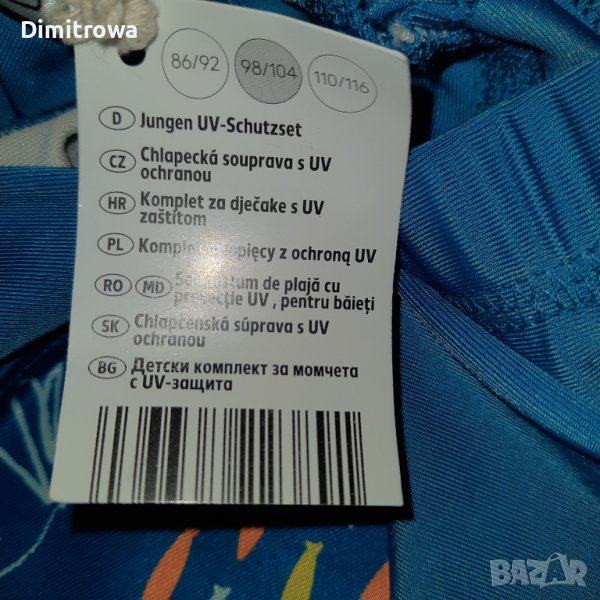 Dimitrowa
86/92 98/104 110/116
D Jungen UV-Schutzset
CZ Chlapecká souprava s UV
ochranou
HR Komplet za dječake s UV
zaštitom
PL z ochroną UV
RO MD de plajă cu
UV, pentru băieți
SK Chlapčenská súprava s UV
ochranou
BG Детски комплект за момчета
с UV-защита
BAZAR